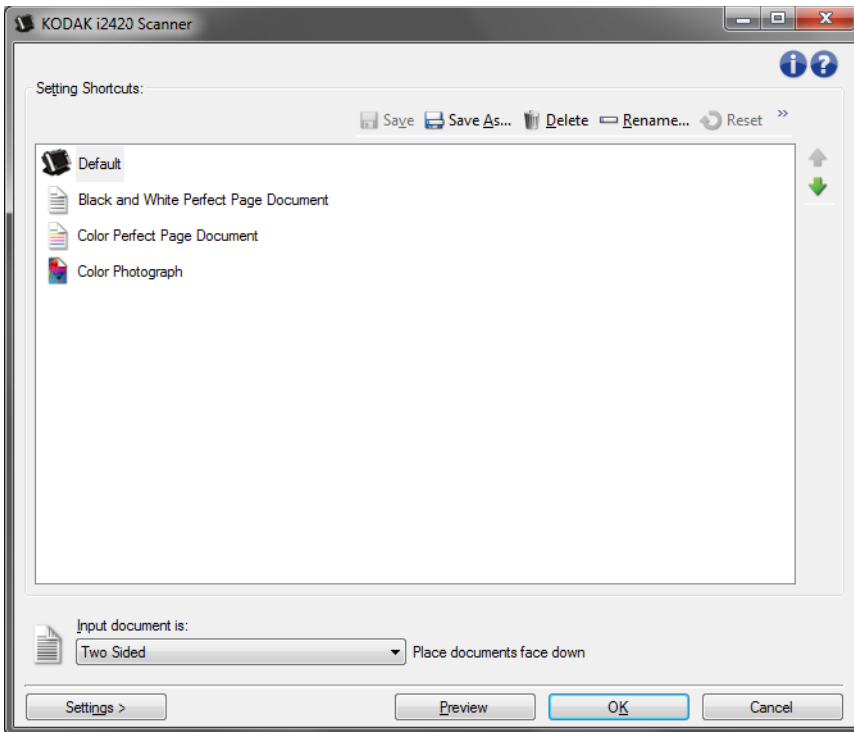 KODAK i2420 Scanner
Setting Shortcuts:
Save Save As... Delete Rename... Reset »
Default
Black and White Perfect Page Document
Color Perfect Page Document
Color Photograph
Input document is:
Two Sided Place documents face down
Settings > Preview OK Cancel